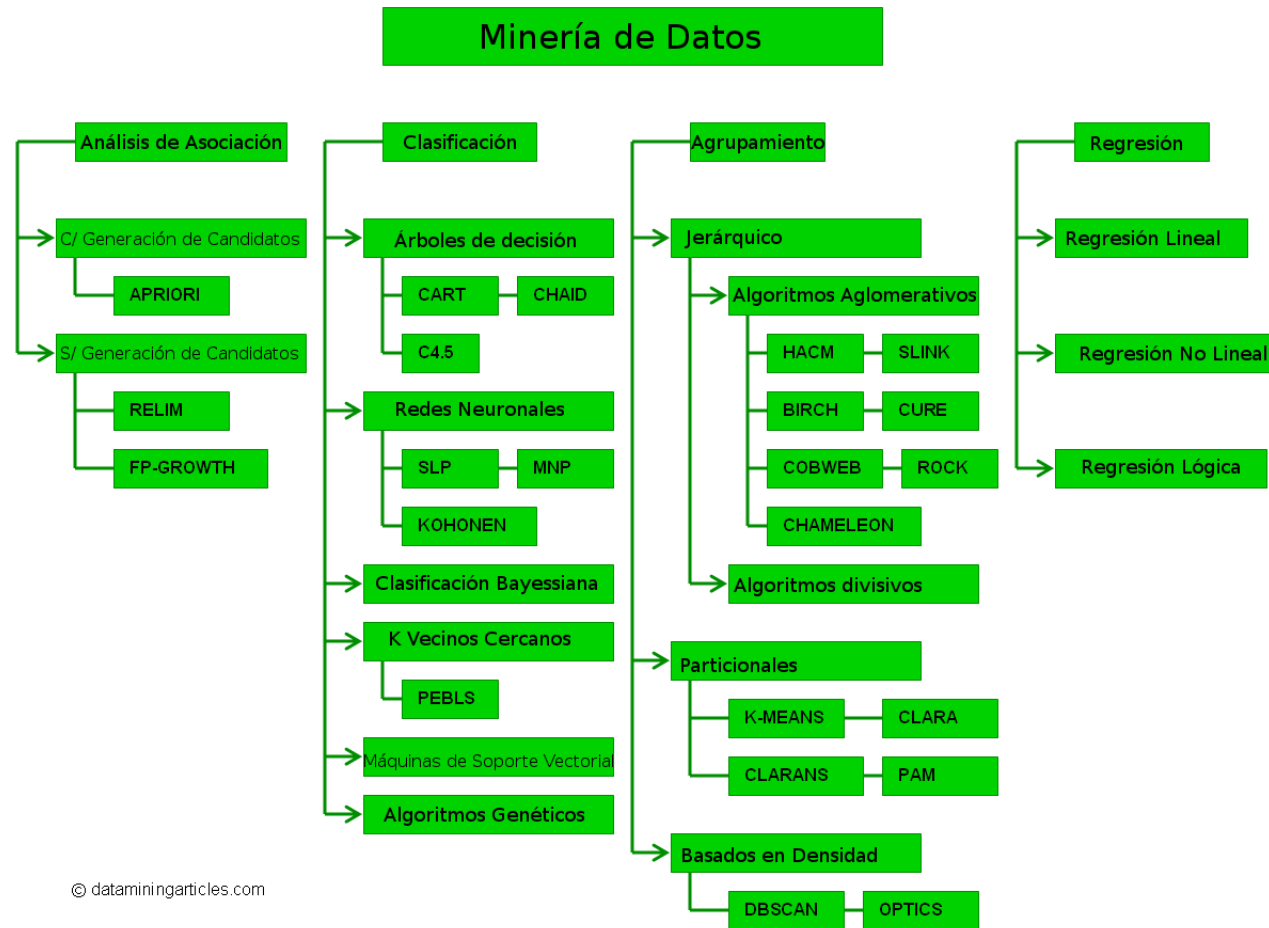 Minería de Datos
Análisis de Asociación
C/ Generación de Candidatos
APRIORI
S/ Generación de Candidatos
RELIM
FP-GROWTH
Clasificación
Árboles de decisión
CART
CHAID
C4.5
Redes Neuronales
SLP
MNP
KOHONEN
Clasificación Bayessiana
K Vecinos Cercanos
PEBLS
Máquinas de Soporte Vectorial
Algoritmos Genéticos
Agrupamiento
Jerárquico
Algoritmos Aglomerativos
HACM
SLINK
BIRCH
CURE
COBWEB
ROCK
CHAMELEON
Algoritmos divisivos
Particionales
K-MEANS
CLARA
CLARANS
PAM
Basados en Densidad
DBSCAN
OPTICS
Regresión
Regresión Lineal
Regresión No Lineal
Regresión Lógica
© dataminingarticles.com